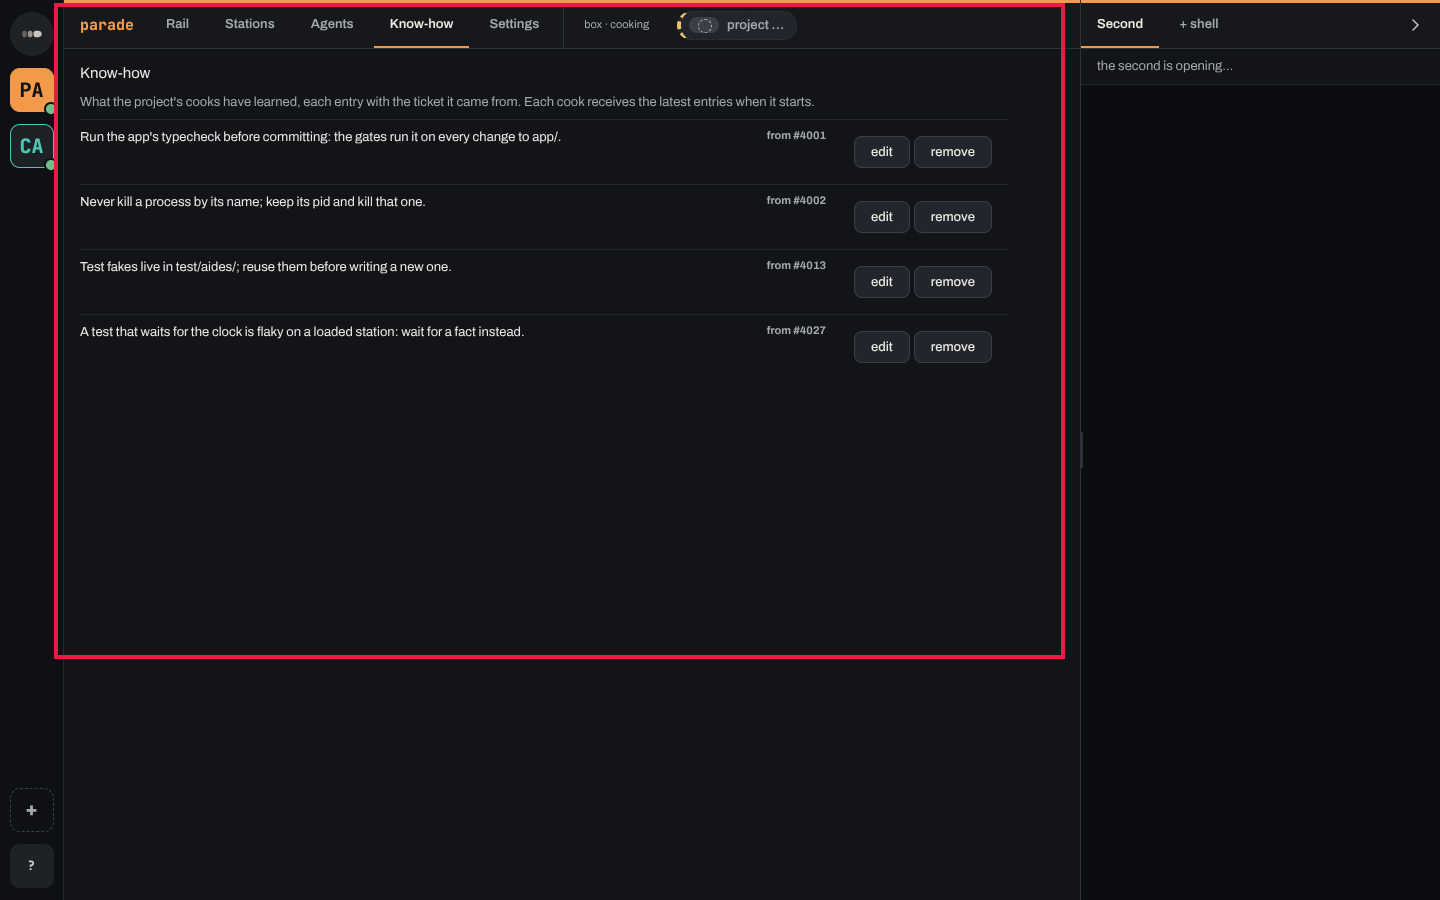 parade Rail Stations Agents Know-how Settings box · cooking project ...
Second + shell
PA
CA
Know-how
What the project's cooks have learned, each entry with the ticket it came from. Each cook receives the latest entries when it starts.
Run the app's typecheck before committing: the gates run it on every change to app/. from #4001 edit remove
Never kill a process by its name; keep its pid and kill that one. from #4002 edit remove
Test fakes live in test/aides/; reuse them before writing a new one. from #4013 edit remove
A test that waits for the clock is flaky on a loaded station: wait for a fact instead. from #4027 edit remove
the second is opening...
+
?